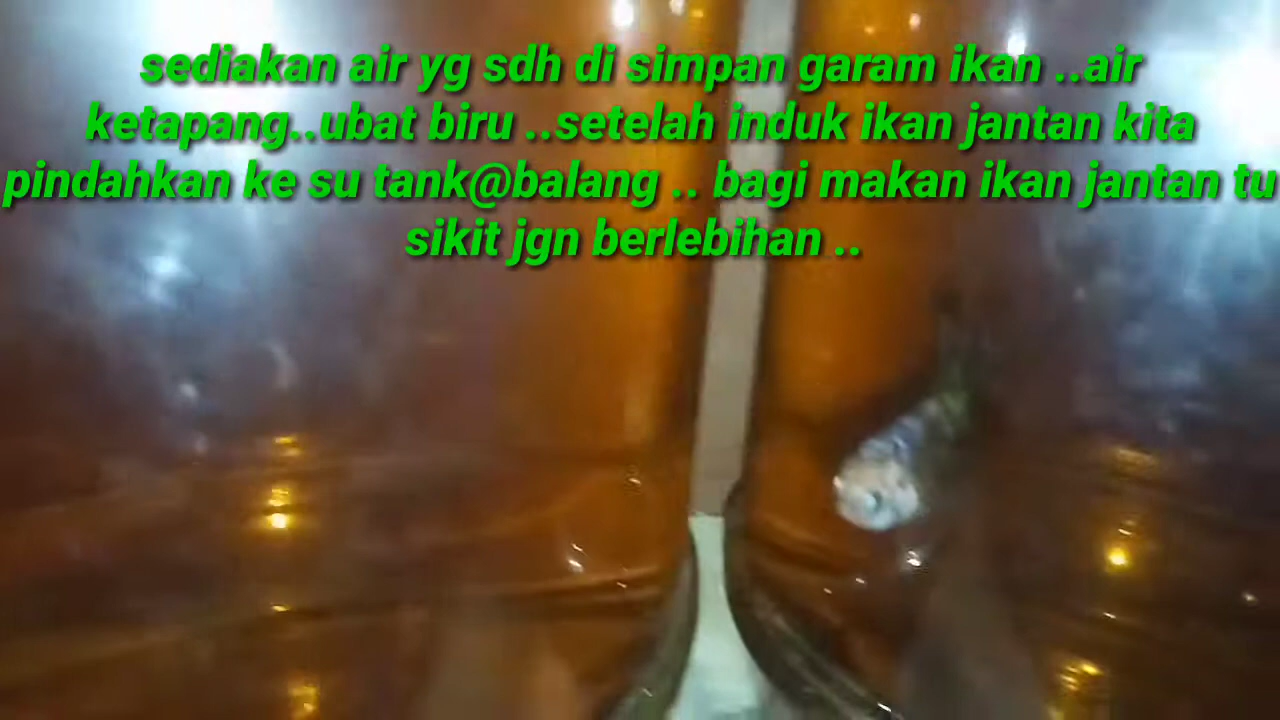 sediakan air yg sdh di simpan garam ikan ..air
ketapang..ubat biru ..setelah induk ikan jantan kita
pindahkan ke su tank@balang .. bagi makan ikan jantan tu
sikit jgn berlebihan ..